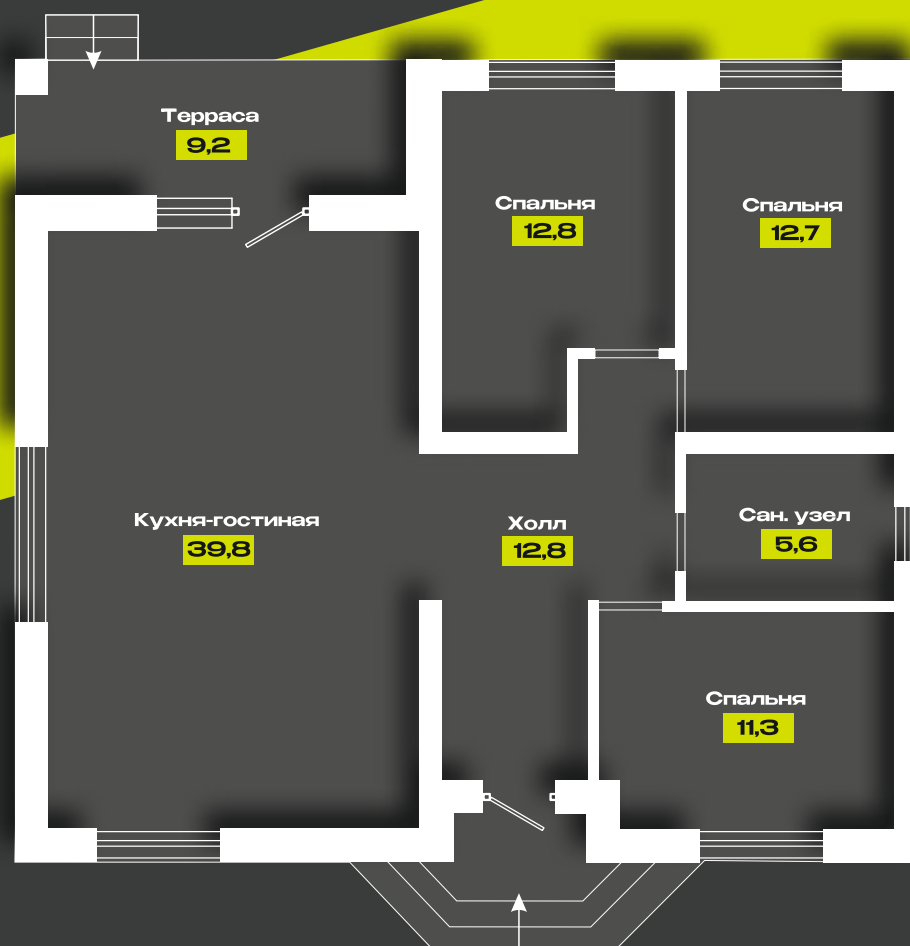 Терраса
9,2
Спальня
12,8
Спальня
12,7
Кухня-гостиная
39,8
Холл
12,8
Сан. узел
5,6
Спальня
11,3